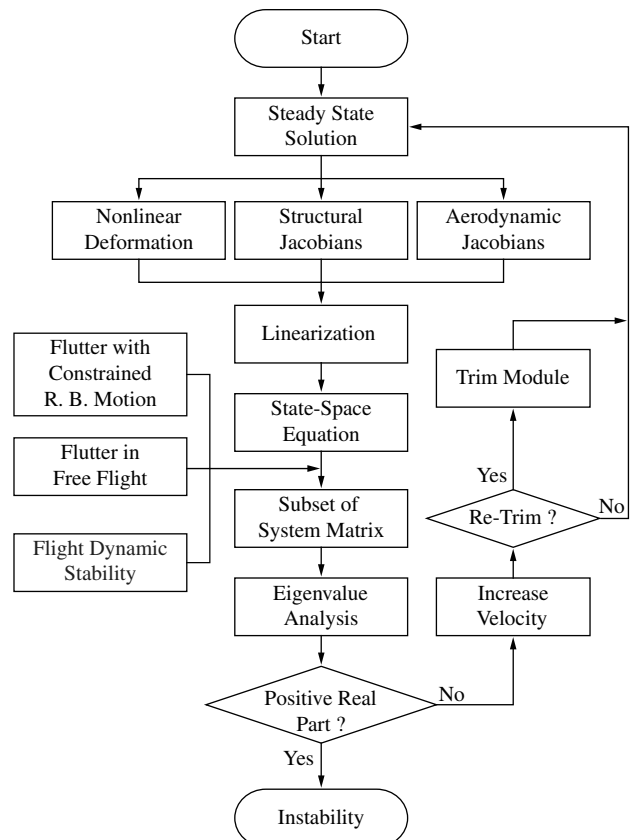 Start
Steady State
Solution
Nonlinear
Deformation
Structural
Jacobians
Aerodynamic
Jacobians
Linearization
Flutter with
Constrained
R. B. Motion
Trim Module
State-Space
Equation
Flutter in
Free Flight
Yes
No
Re-Trim ?
Subset of
System Matrix
Flight Dynamic
Stability
Eigenvalue
Analysis
Increase
Velocity
Positive Real
Part ?
No
Yes
Instability